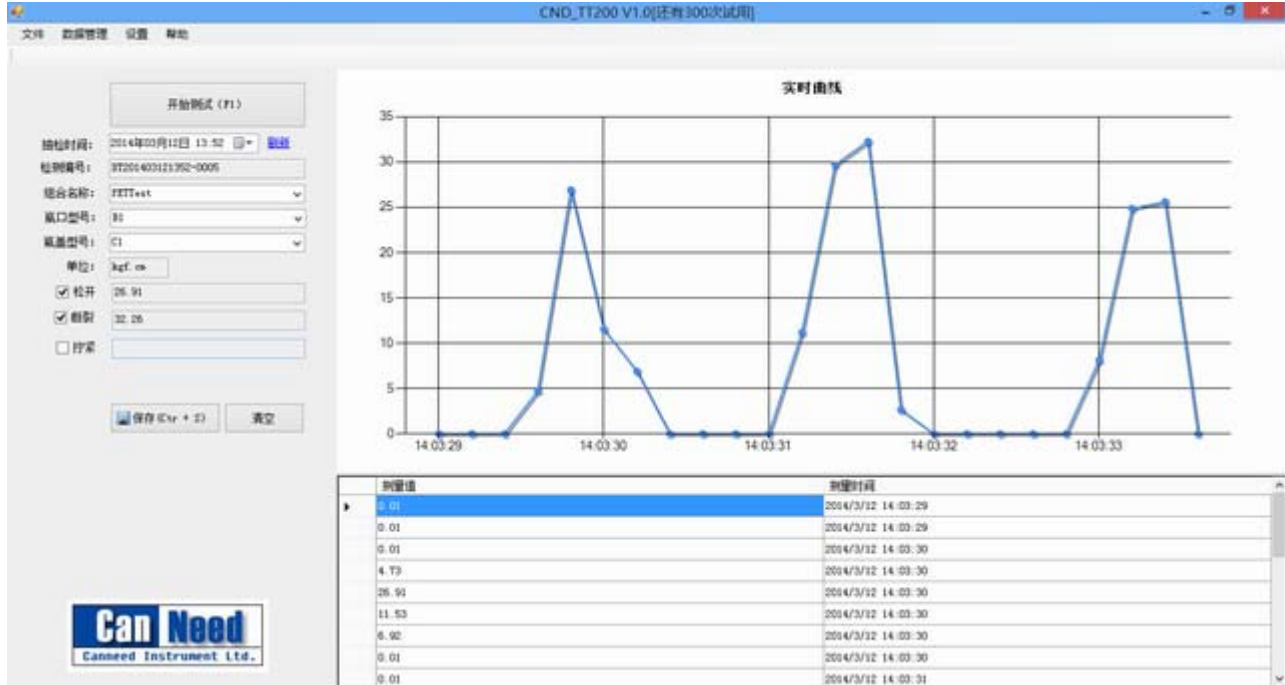 CND_TT200 V1.0[还有300次试用]
文件 数据管理 设置 帮助
开始测试 (F1)
抽检时间: 2014年03月12日 13:52 刷新
检测编号: BT201403121352-0005
组合名称: PETTest
瓶口型号: B1
瓶盖型号: C1
单位: kgf.cm
松开 26.91
断裂 32.26
拧紧
保存(Ctr + S) 清空
Can Need
Canneed Instrument Ltd.
实时曲线
35
30
25
20
15
10
5
0
14:03:29 14:03:30 14:03:31 14:03:32 14:03:33
测量值 测量时间
0.01 2014/3/12 14:03:29
0.01 2014/3/12 14:03:29
0.01 2014/3/12 14:03:30
4.73 2014/3/12 14:03:30
26.91 2014/3/12 14:03:30
11.53 2014/3/12 14:03:30
6.92 2014/3/12 14:03:30
0.01 2014/3/12 14:03:30
0.01 2014/3/12 14:03:31